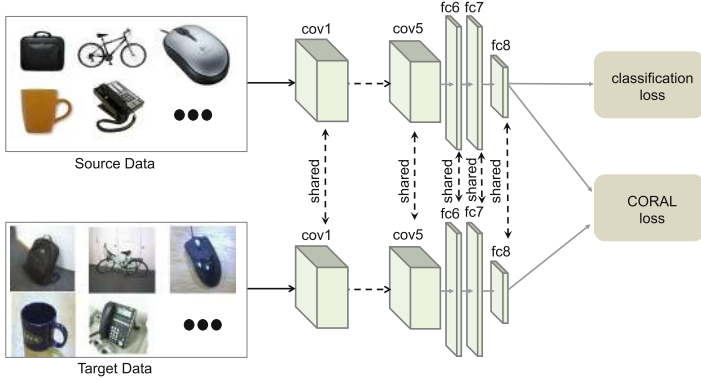 cov1
cov5
fc6 fc7
fc8
classification
loss
Source Data
shared
shared
shared
shared
shared
CORAL
loss
cov1
cov5
fc6 fc7
fc8
Target Data